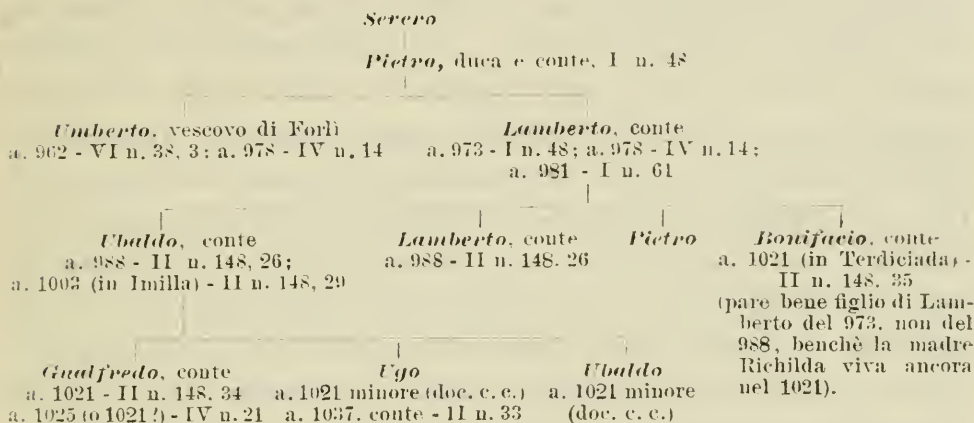 Severo
Pietro, duca e conte, I n. 48
Umberto, vescovo di Forlì
a. 962 - VI n. 38, 3; a. 978 - IV n. 14
Lamberto, conte
a. 973 - I n. 48; a. 978 - IV n. 14;
a. 981 - I n. 61
Ubaldo, conte
a. 988 - II n. 148, 26;
a. 1003 (in Imilla) - II n. 148, 29
Lamberto, conte
a. 988 - II n. 148. 26
Pietro
Bonifacio, conte
a. 1021 (in Terdiciada) -
II n. 148. 35
(pare bene figlio di Lam-
berto del 973, non del
988, benchè la madre
Richilda viva ancora
nel 1021).
Gualfredo, conte
a. 1021 - II n. 148. 34
a. 1025 (o 1021?) - IV n. 21
Ugo
a. 1021 minore (doc. c. c.)
a. 1037. conte - II n. 33
Ubaldo
a. 1021 minore
(doc. c. c.)